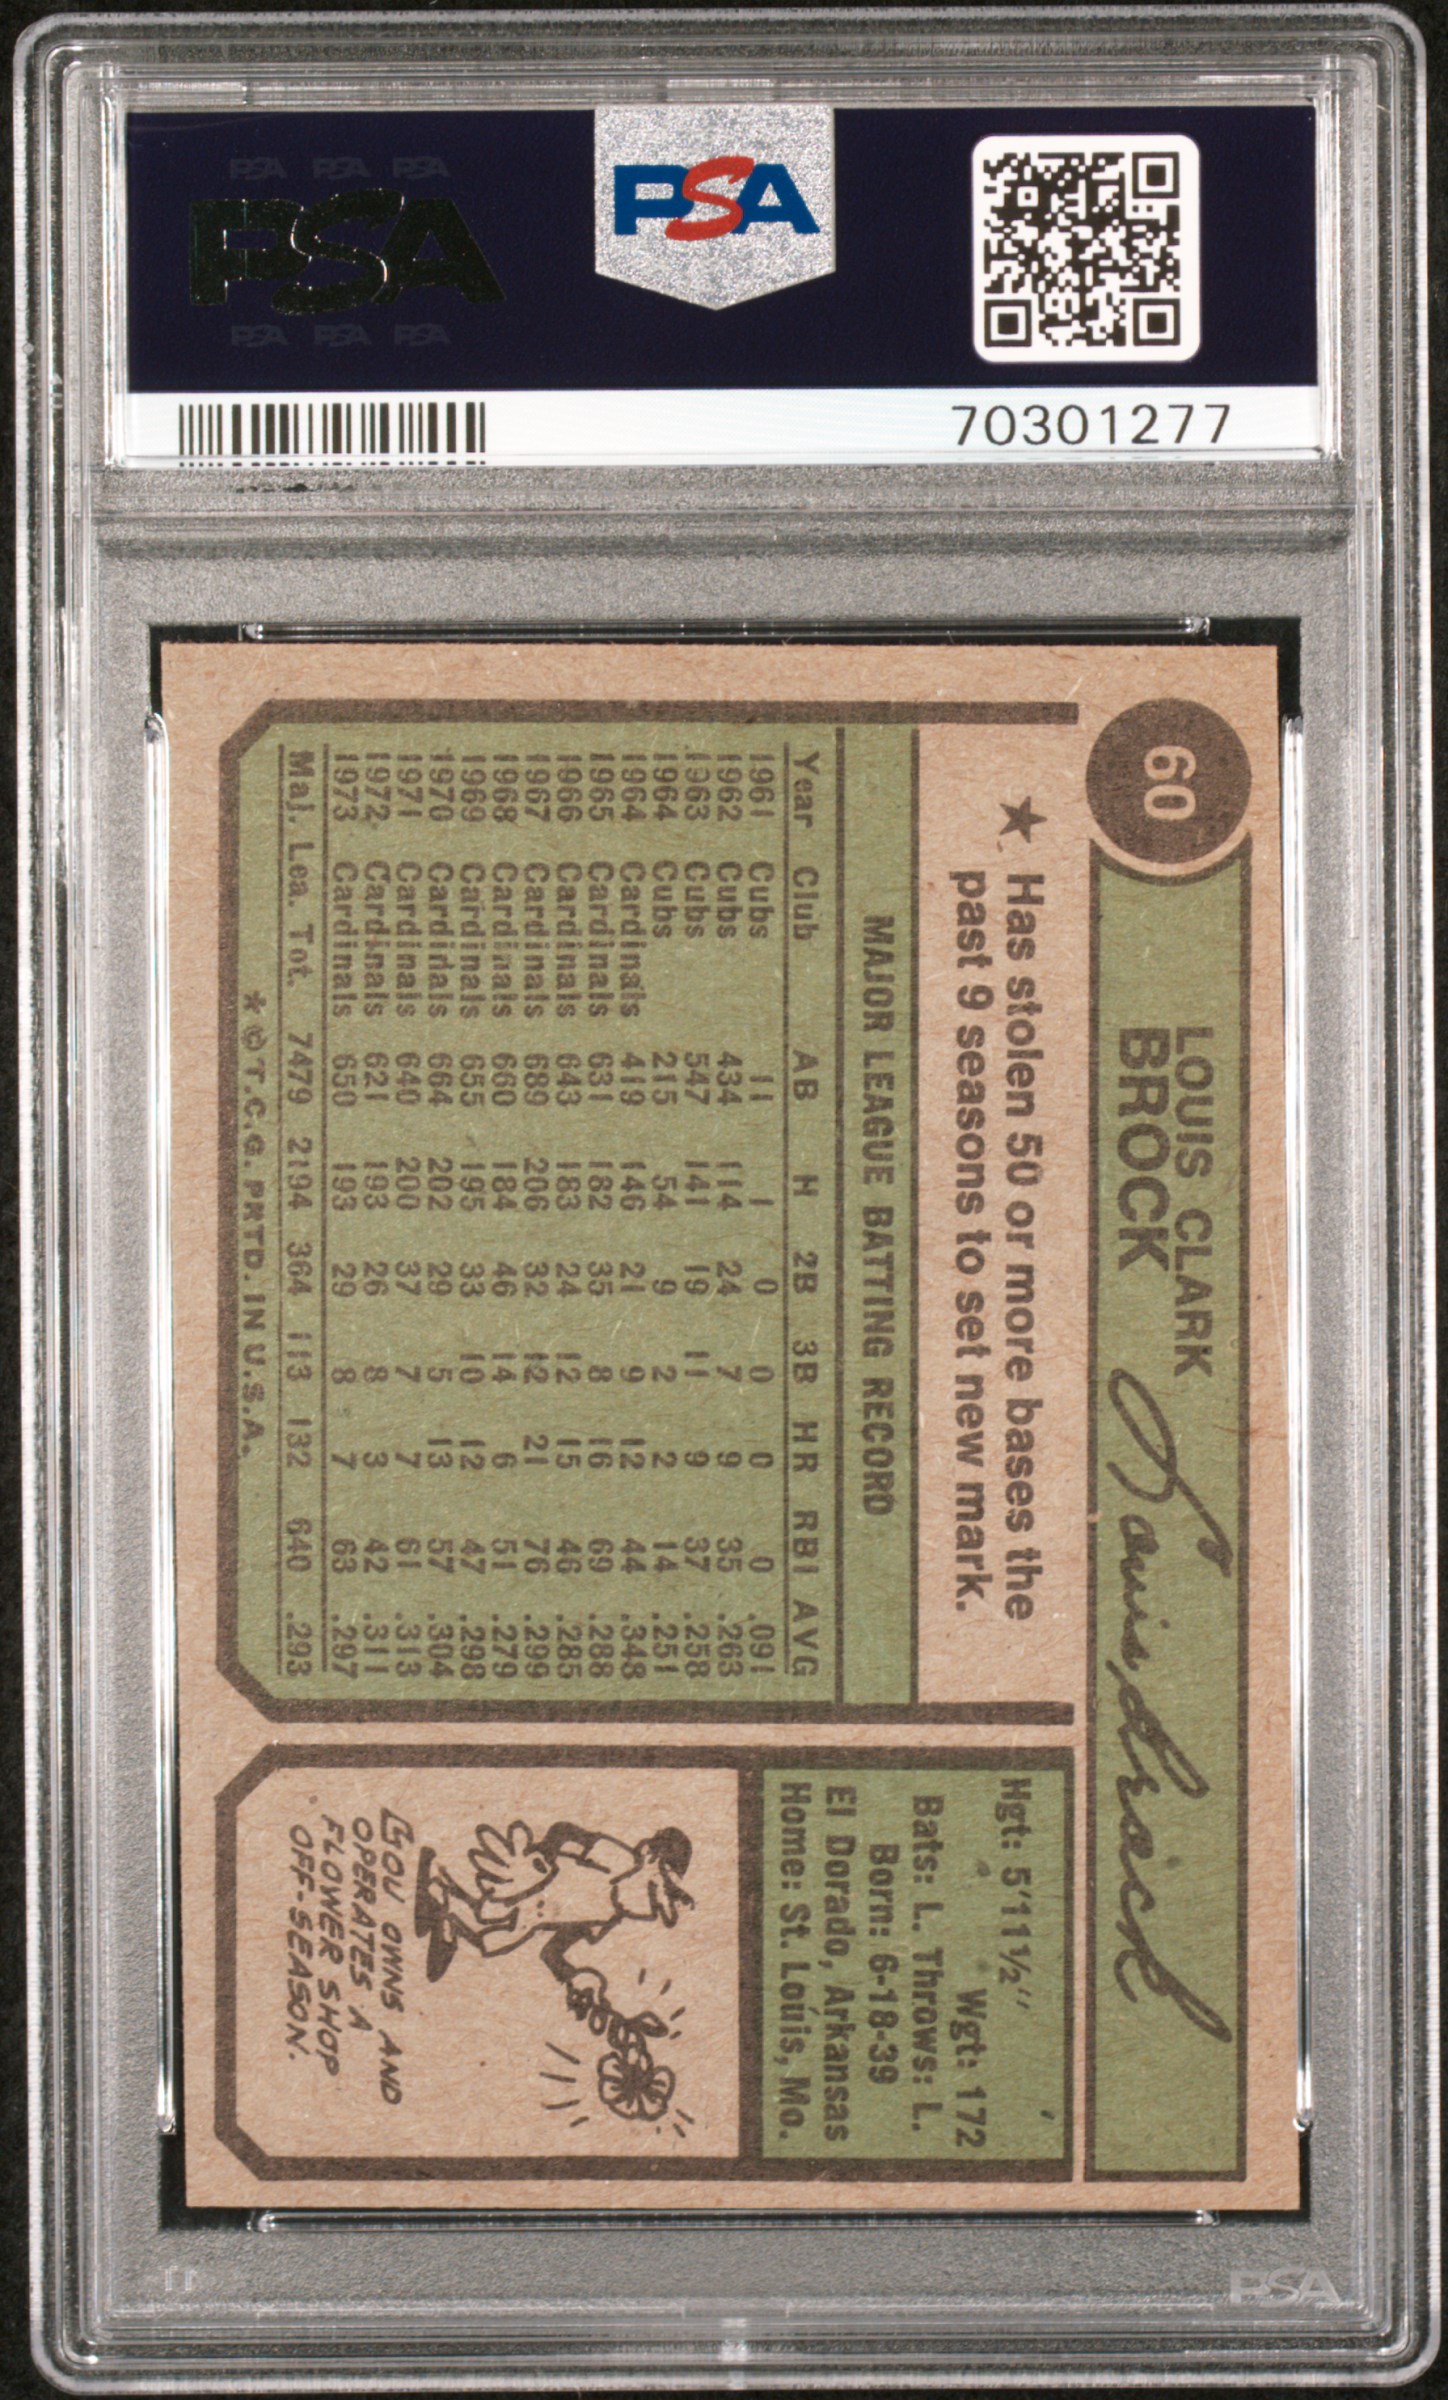 PSA PSA PSA
PSA
PSA PSA PSA
PSA
70301277
60
LOUIS CLARK
BROCK
Louis Brock
★ Has stolen 50 or more bases the
past 9 seasons to set new mark.
MAJOR LEAGUE BATTING RECORD
Year Club AB H 2B 3B HR RBI AVG
1961 Cubs 11 1 0 0 0 0 .091
1962 Cubs 434 114 24 7 9 35 .263
1963 Cubs 547 141 19 11 9 37 .258
1964 Cubs 215 54 9 2 2 14 .251
1964 Cardinals 419 146 21 9 12 44 .348
1965 Cardinals 631 182 35 8 16 69 .288
1966 Cardinals 643 183 24 12 15 46 .285
1967 Cardinals 689 206 32 12 21 76 .299
1968 Cardinals 660 184 46 14 6 51 .279
1969 Cardinals 655 195 33 10 12 47 .298
1970 Cardinals 664 202 29 5 13 57 .304
1971 Cardinals 640 200 37 7 7 61 .313
1972 Cardinals 621 193 26 8 3 42 .311
1973 Cardinals 650 193 29 8 7 63 .297
Maj. Lea. Tot. 7479 2194 364 113 132 640 .293
* © T.C.G. PRTD. IN U.S.A.
Hgt: 5'11½"
Wgt: 172
Bats: L. Throws: L.
Born: 6-18-39
El Dorado, Arkansas
Home: St. Louis, Mo.
LOU OWNS AND
OPERATES A
FLOWER SHOP
OFF-SEASON.
PSA